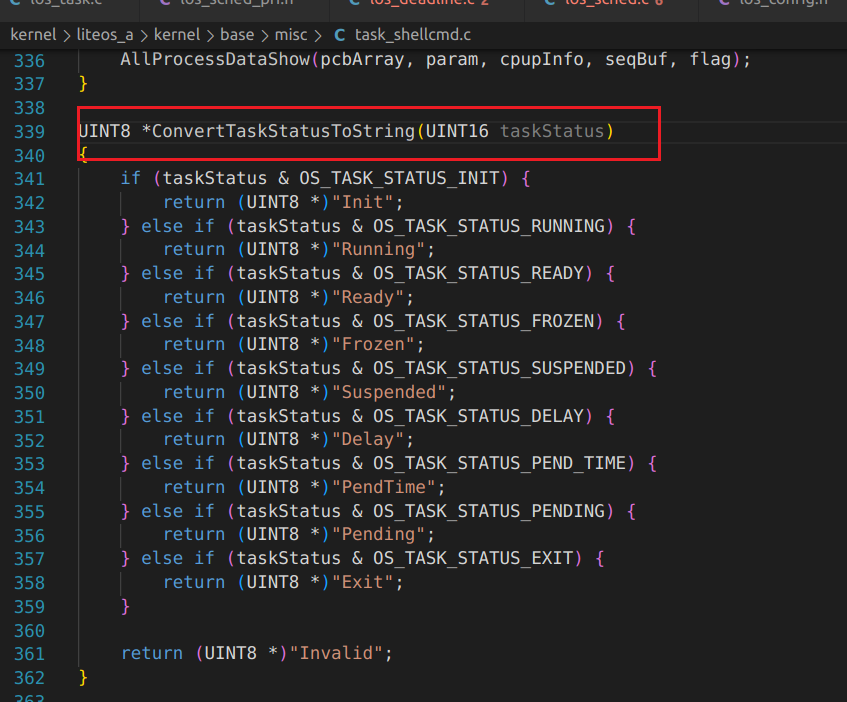 los_task.c los_sched_pri.h los_deadline.c 2 los_sched.c 6 los_config.h
kernel > liteos_a > kernel > base > misc > C task_shellcmd.c
336 AllProcessDataShow(pcbArray, param, cpupInfo, seqBuf, flag);
337 }
338
339 UINT8 *ConvertTaskStatusToString(UINT16 taskStatus)
340 {
341 if (taskStatus & OS_TASK_STATUS_INIT) {
342 return (UINT8 *)"Init";
343 } else if (taskStatus & OS_TASK_STATUS_RUNNING) {
344 return (UINT8 *)"Running";
345 } else if (taskStatus & OS_TASK_STATUS_READY) {
346 return (UINT8 *)"Ready";
347 } else if (taskStatus & OS_TASK_STATUS_FROZEN) {
348 return (UINT8 *)"Frozen";
349 } else if (taskStatus & OS_TASK_STATUS_SUSPENDED) {
350 return (UINT8 *)"Suspended";
351 } else if (taskStatus & OS_TASK_STATUS_DELAY) {
352 return (UINT8 *)"Delay";
353 } else if (taskStatus & OS_TASK_STATUS_PEND_TIME) {
354 return (UINT8 *)"PendTime";
355 } else if (taskStatus & OS_TASK_STATUS_PENDING) {
356 return (UINT8 *)"Pending";
357 } else if (taskStatus & OS_TASK_STATUS_EXIT) {
358 return (UINT8 *)"Exit";
359 }
360
361 return (UINT8 *)"Invalid";
362 }
363